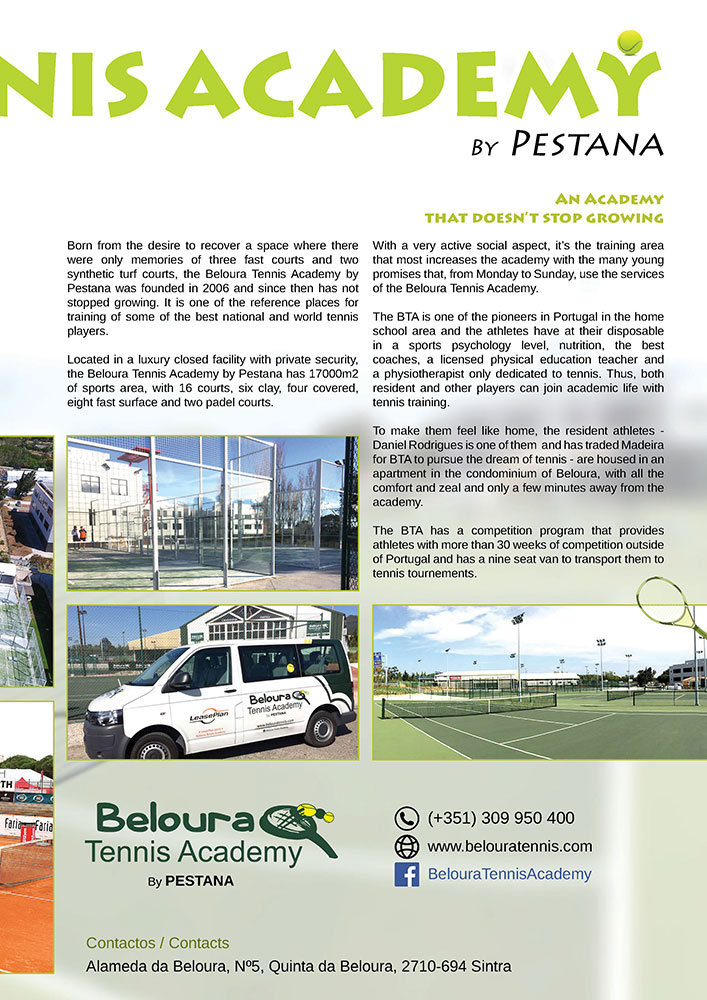 NIS ACADEMY
BY PESTANA
AN ACADEMY
THAT DOESN'T STOP GROWING
Born from the desire to recover a space where there
were only memories of three fast courts and two
synthetic turf courts, the Beloura Tennis Academy by
Pestana was founded in 2006 and since then has not
stopped growing. It is one of the reference places for
training of some of the best national and world tennis
players.
Located in a luxury closed facility with private security,
the Beloura Tennis Academy by Pestana has 17000m2
of sports area, with 16 courts, six clay, four covered,
eight fast surface and two padel courts.
With a very active social aspect, it's the training area
that most increases the academy with the many young
promises that, from Monday to Sunday, use the services
of the Beloura Tennis Academy.
The BTA is one of the pioneers in Portugal in the home
school area and the athletes have at their disposable
in a sports psychology level, nutrition, the best
coaches, a licensed physical education teacher and
a physiotherapist only dedicated to tennis. Thus, both
resident and other players can join academic life with
tennis training.
To make them feel like home, the resident athletes -
Daniel Rodrigues is one of them and has traded Madeira
for BTA to pursue the dream of tennis - are housed in an
apartment in the condominium of Beloura, with all the
comfort and zeal and only a few minutes away from the
academy.
The BTA has a competition program that provides
athletes with more than 30 weeks of competition outside
of Portugal and has a nine seat van to transport them to
tennis tournements.
LeasePlan
Beloura
Tennis Academy
By PESTANA
www.belouratennis.com
Faria
Faria
Beloura
Tennis Academy
By PESTANA
(+351) 309 950 400
www.belouratennis.com
BelouraTennisAcademy
Contactos / Contacts
Alameda da Beloura, Nº5, Quinta da Beloura, 2710-694 Sintra